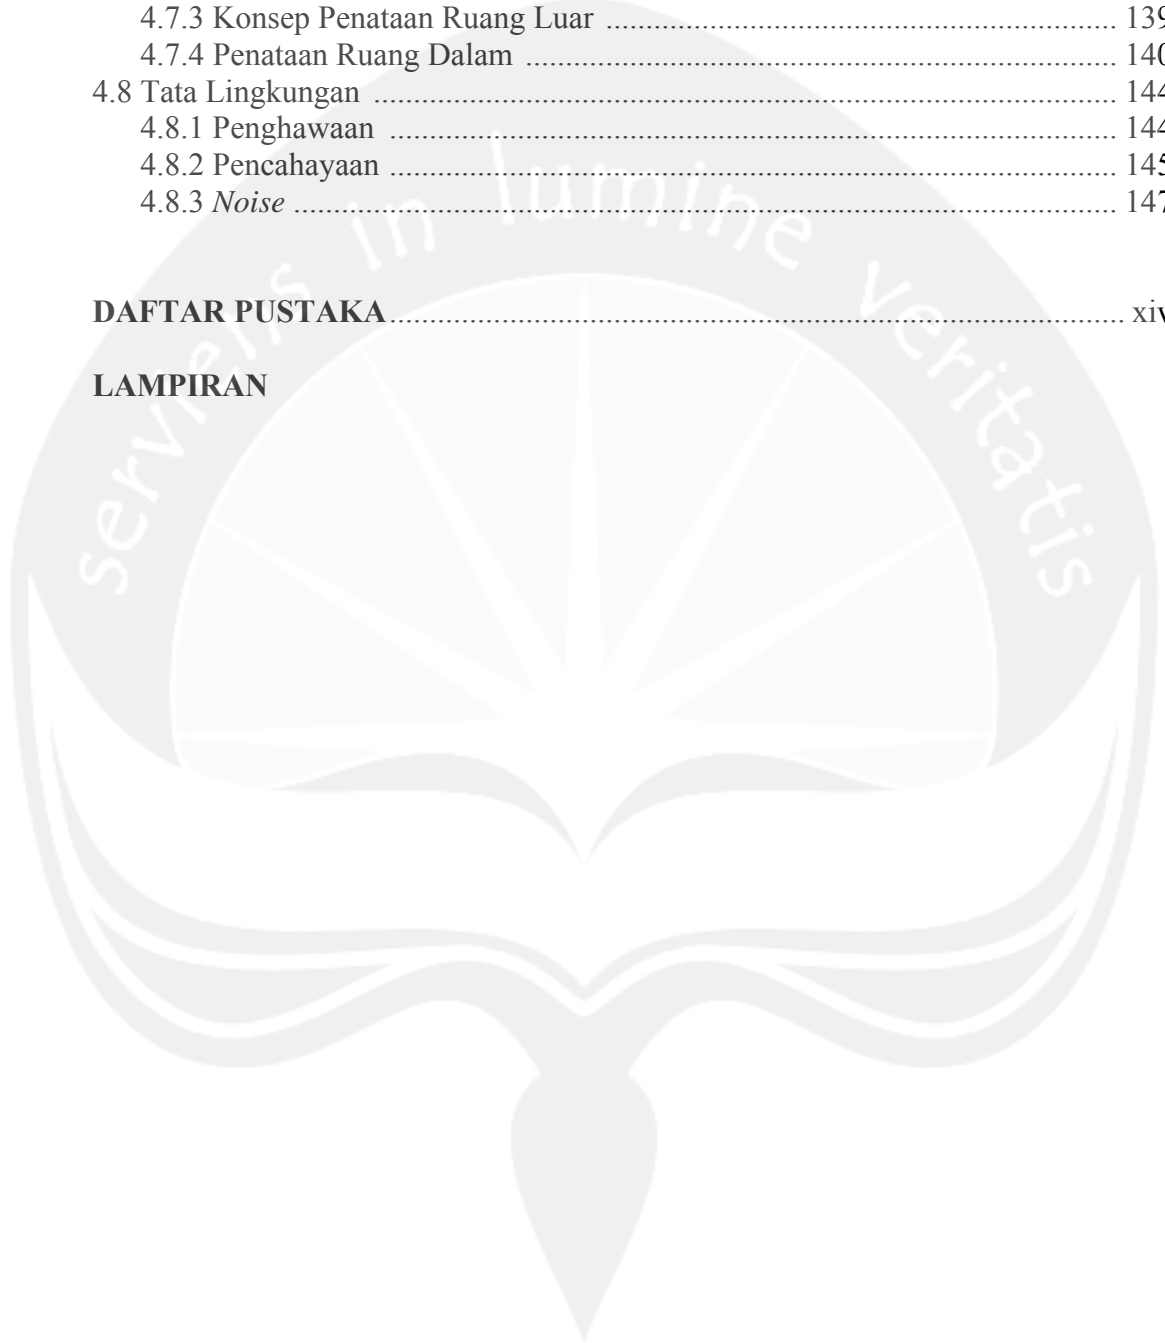 4.7.3 Konsep Penataan Ruang Luar ........................................................................ 139
4.7.4 Penataan Ruang Dalam ................................................................................... 140
4.8 Tata Lingkungan ........................................................................................................ 144
4.8.1 Penghawaan .................................................................................................... 144
4.8.2 Pencahayaan .................................................................................................... 145
4.8.3 Noise ................................................................................................................ 147
DAFTAR PUSTAKA ........................................................................................................ xiv
LAMPIRAN
serviens in lumine veritatis